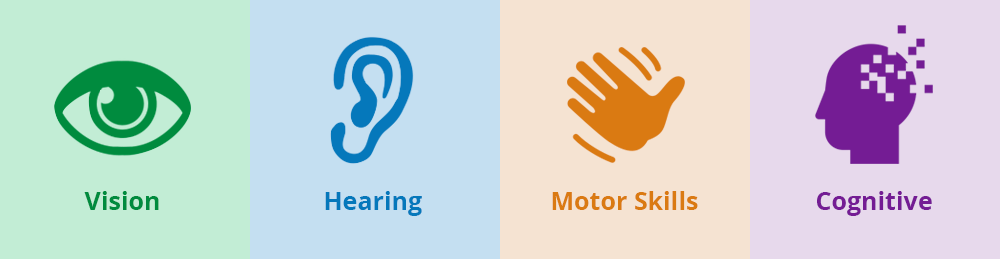 Vision
Hearing
Motor Skills
Cognitive